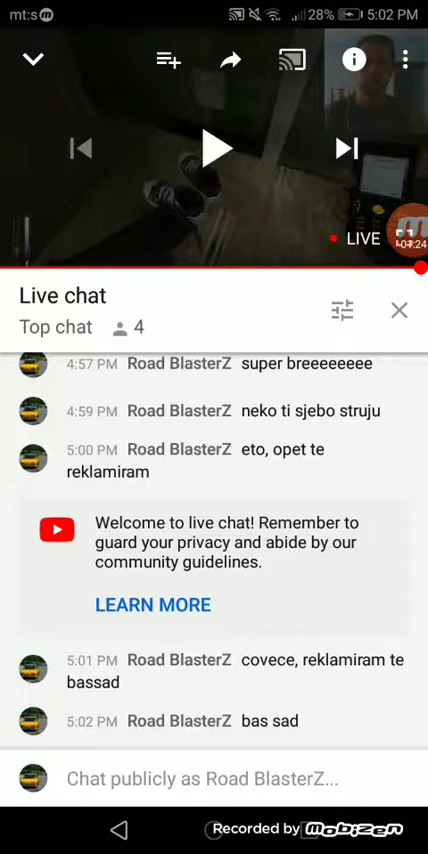 mt:s
28% 5:02 PM
LIVE
-07:24
Live chat
Top chat 4
4:57 PM Road BlasterZ super breeeeeeee
4:59 PM Road BlasterZ neko ti sjebo struju
5:00 PM Road BlasterZ eto, opet te
reklamiram
Welcome to live chat! Remember to
guard your privacy and abide by our
community guidelines.
LEARN MORE
5:01 PM Road BlasterZ covece, reklamiram te
bassad
5:02 PM Road BlasterZ bas sad
Chat publicly as Road BlasterZ...
Recorded by Mobizen